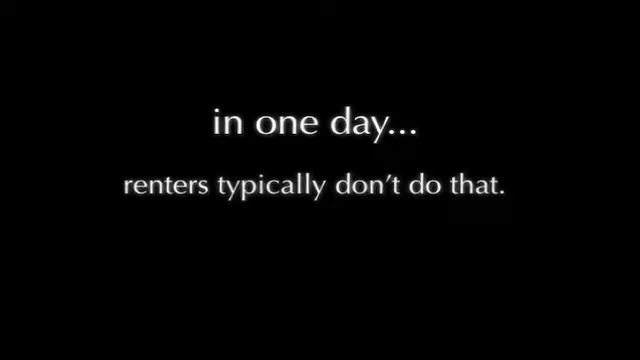 in one day...
renters typically don’t do that.